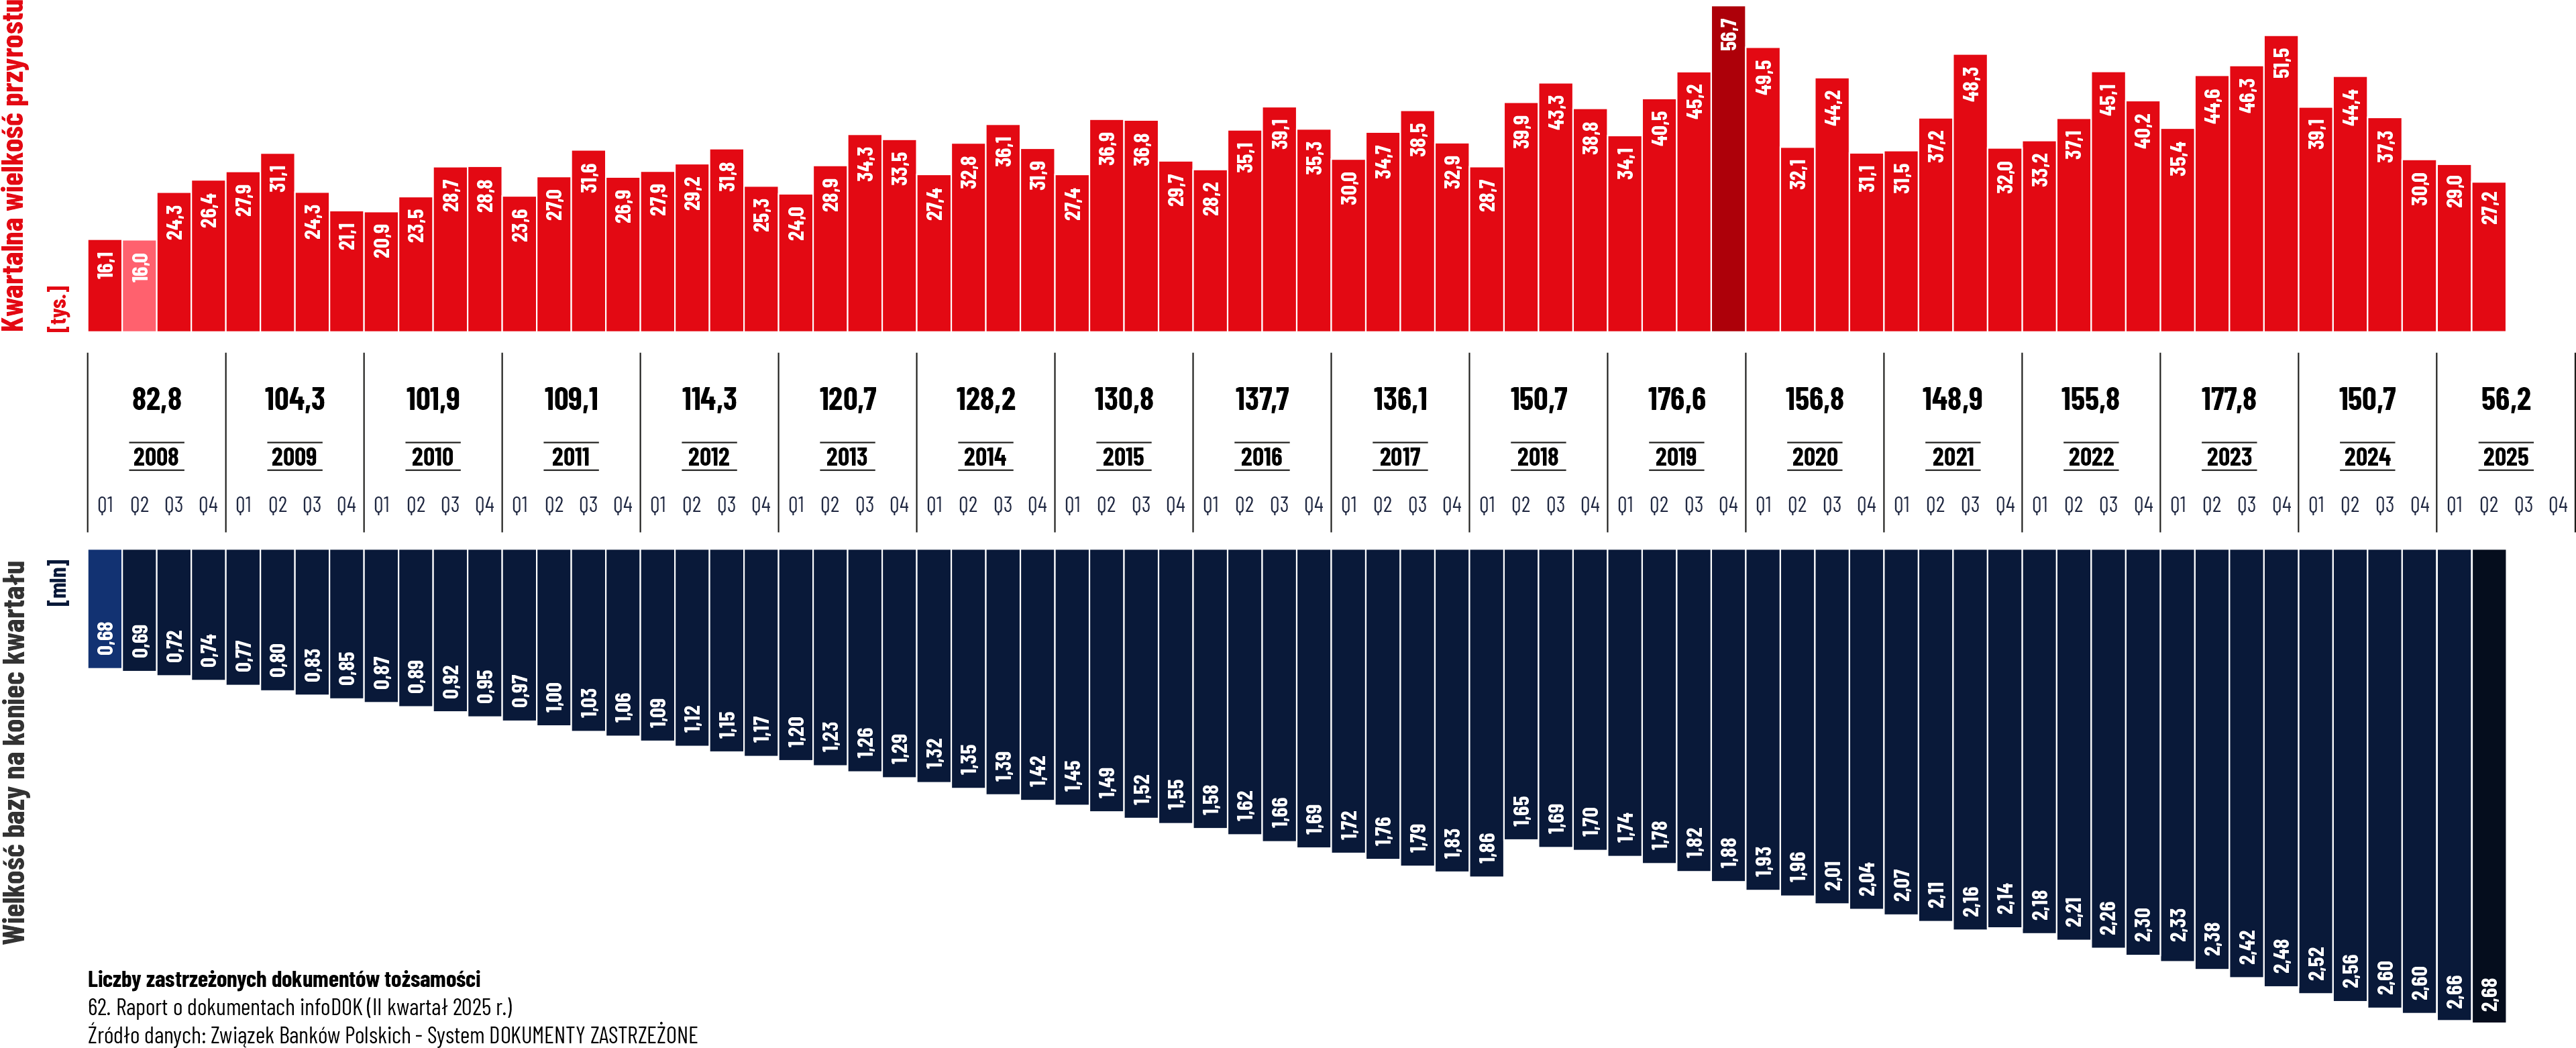 Kwartalna wielkość przyrostu
[tys.]
16,1 16,0 24,3 26,4 27,9 31,1 24,3 21,1 20,9 23,5 28,7 28,8 23,6 27,0 31,6 26,9 27,9 29,2 31,8 25,3 24,0 28,9 34,3 33,5 27,4 32,8 36,1 31,9 27,4 36,9 36,8 29,7 28,2 35,1 39,1 35,3 30,0 34,7 38,5 32,9 28,7 39,9 43,3 38,8 34,1 40,5 45,2 56,7 49,5 32,1 44,2 31,1 31,5 37,2 48,3 32,0 33,2 37,1 45,1 40,2 35,4 44,6 46,3 51,5 39,1 44,4 37,3 30,0 29,0 27,2
82,8 104,3 101,9 109,1 114,3 120,7 128,2 130,8 137,7 136,1 150,7 176,6 156,8 148,9 155,8 177,8 150,7 56,2
2008 2009 2010 2011 2012 2013 2014 2015 2016 2017 2018 2019 2020 2021 2022 2023 2024 2025
Q1 Q2 Q3 Q4 Q1 Q2 Q3 Q4 Q1 Q2 Q3 Q4 Q1 Q2 Q3 Q4 Q1 Q2 Q3 Q4 Q1 Q2 Q3 Q4 Q1 Q2 Q3 Q4 Q1 Q2 Q3 Q4 Q1 Q2 Q3 Q4 Q1 Q2 Q3 Q4 Q1 Q2 Q3 Q4 Q1 Q2 Q3 Q4 Q1 Q2 Q3 Q4 Q1 Q2 Q3 Q4 Q1 Q2 Q3 Q4 Q1 Q2 Q3 Q4 Q1 Q2 Q3 Q4 Q1 Q2 Q3 Q4
Wielkość bazy na koniec kwartału
[mln]
0,68 0,69 0,72 0,74 0,77 0,80 0,83 0,85 0,87 0,89 0,92 0,95 0,97 1,00 1,03 1,06 1,09 1,12 1,15 1,17 1,20 1,23 1,26 1,29 1,32 1,35 1,39 1,42 1,45 1,49 1,52 1,55 1,58 1,62 1,66 1,69 1,72 1,76 1,79 1,83 1,86 1,65 1,69 1,70 1,74 1,78 1,82 1,88 1,93 1,96 2,01 2,04 2,07 2,11 2,16 2,14 2,18 2,21 2,26 2,30 2,33 2,38 2,42 2,48 2,52 2,56 2,60 2,60 2,66 2,68
Liczby zastrzeżonych dokumentów tożsamości
62. Raport o dokumentach infoDOK (II kwartał 2025 r.)
Źródło danych: Związek Banków Polskich - System DOKUMENTY ZASTRZEŻONE